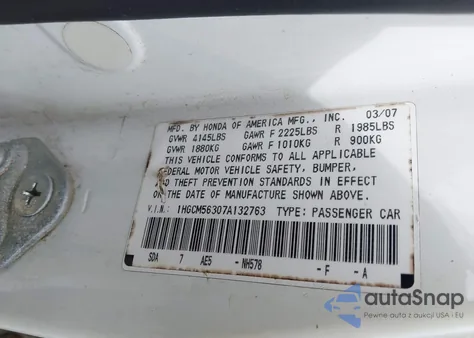 MFD. BY HONDA OF AMERICA MFG., INC. 03/07
GVWR 4145LBS GAWR F 2225LBS R 1985LBS
GVWR 1880KG GAWR F 1010KG R 900KG
THIS VEHICLE CONFORMS TO ALL APPLICABLE
FEDERAL MOTOR VEHICLE SAFETY, BUMPER,
AND THEFT PREVENTION STANDARDS IN EFFECT
ON THE DATE OF MANUFACTURE SHOWN ABOVE.
V.I.N.: 1HGCM56307A132763 TYPE: PASSENGER CAR
SDA 7 AE5 -NH578 -F -A
autoSnap
Pewne auta z aukcji USA i EU